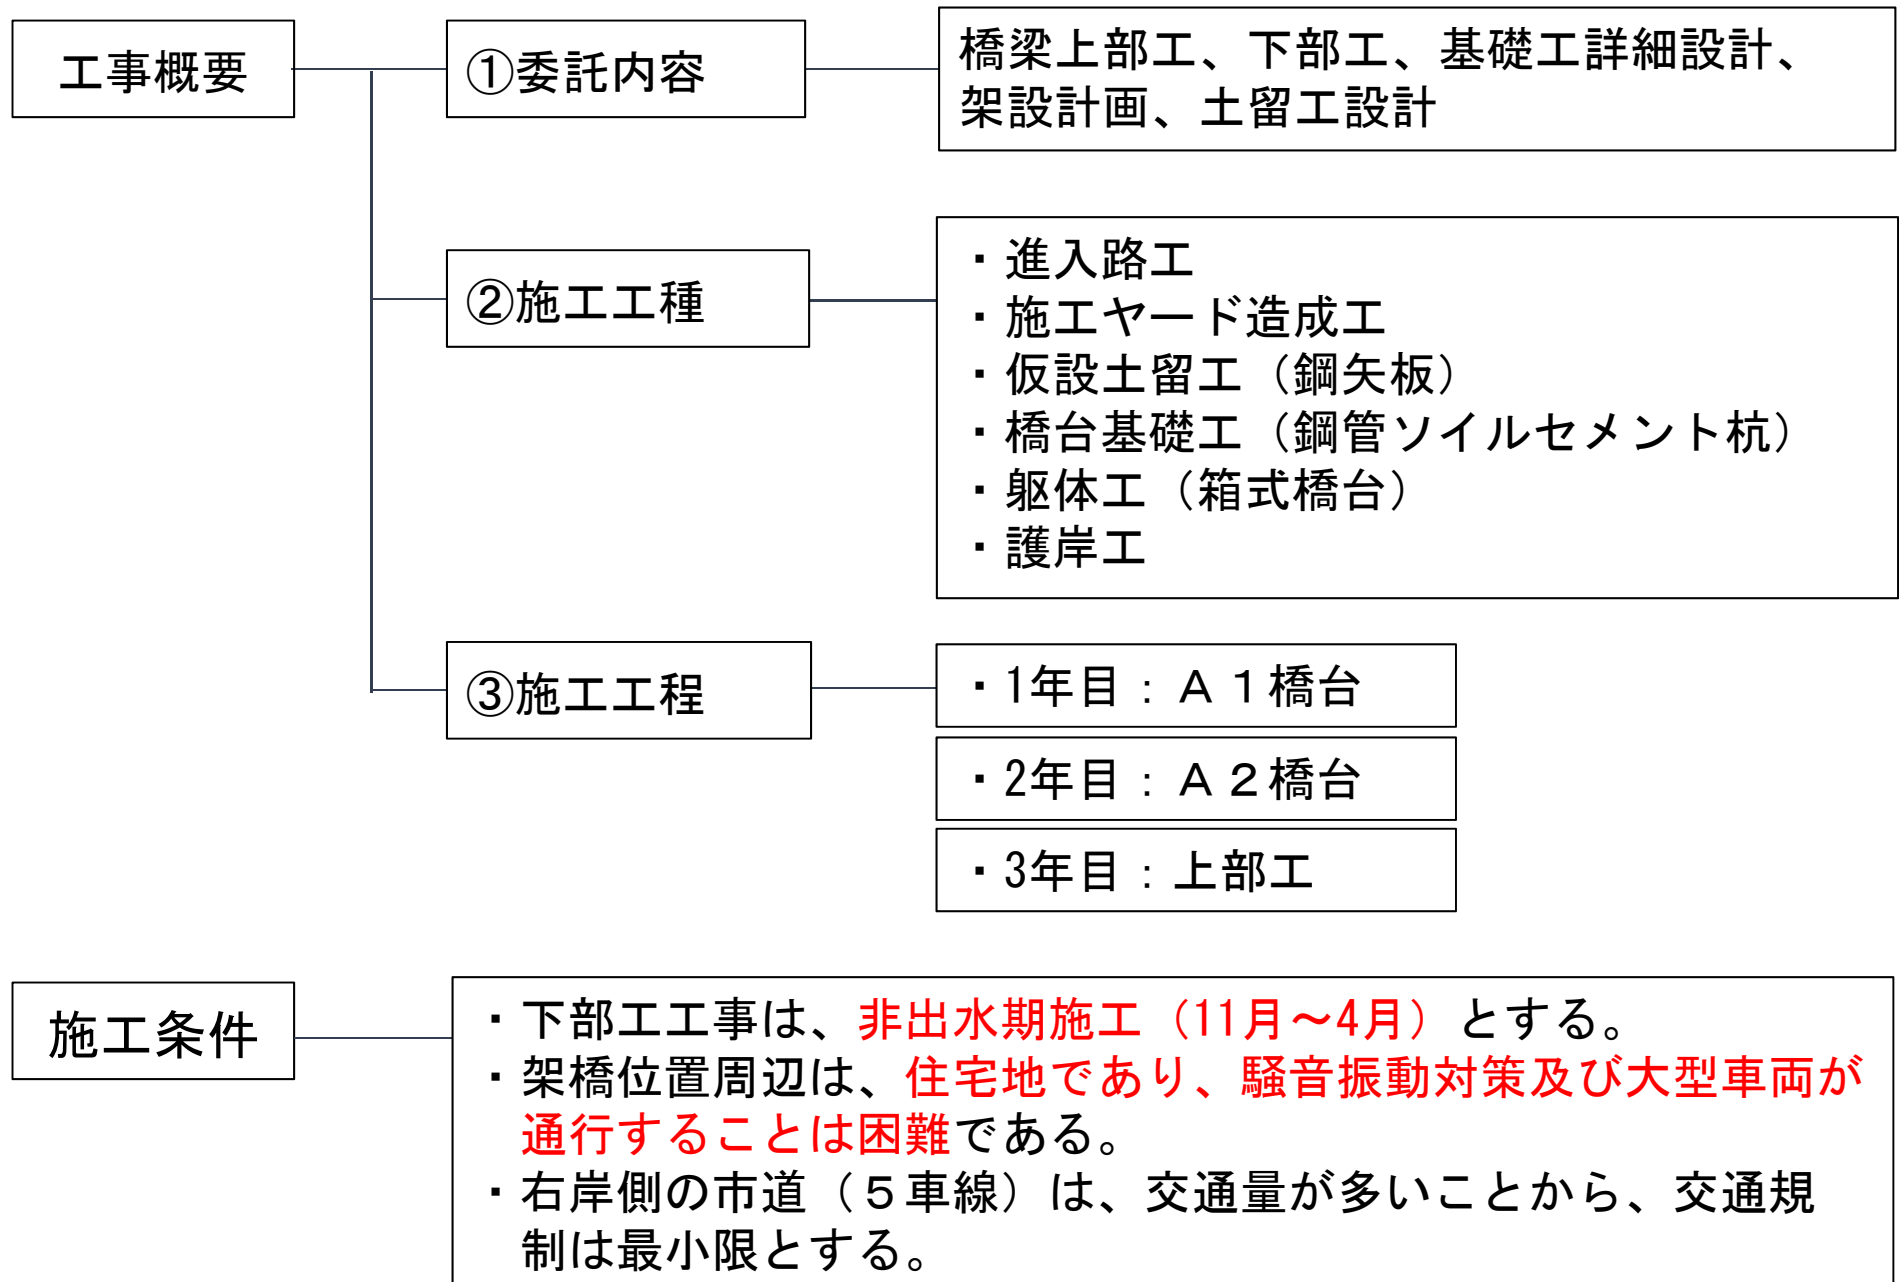 工事概要
①委託内容
橋梁上部工、下部工、基礎工詳細設計、
架設計画、土留工設計
②施工工種
・進入路工
・施工ヤード造成工
・仮設土留工（鋼矢板）
・橋台基礎工（鋼管ソイルセメント杭）
・躯体工（箱式橋台）
・護岸工
③施工工程
・1年目：Ａ１橋台
・2年目：Ａ２橋台
・3年目：上部工
施工条件
・下部工工事は、非出水期施工（11月～4月）とする。
・架橋位置周辺は、住宅地であり、騒音振動対策及び大型車両が
通行することは困難である。
・右岸側の市道（５車線）は、交通量が多いことから、交通規
制は最小限とする。